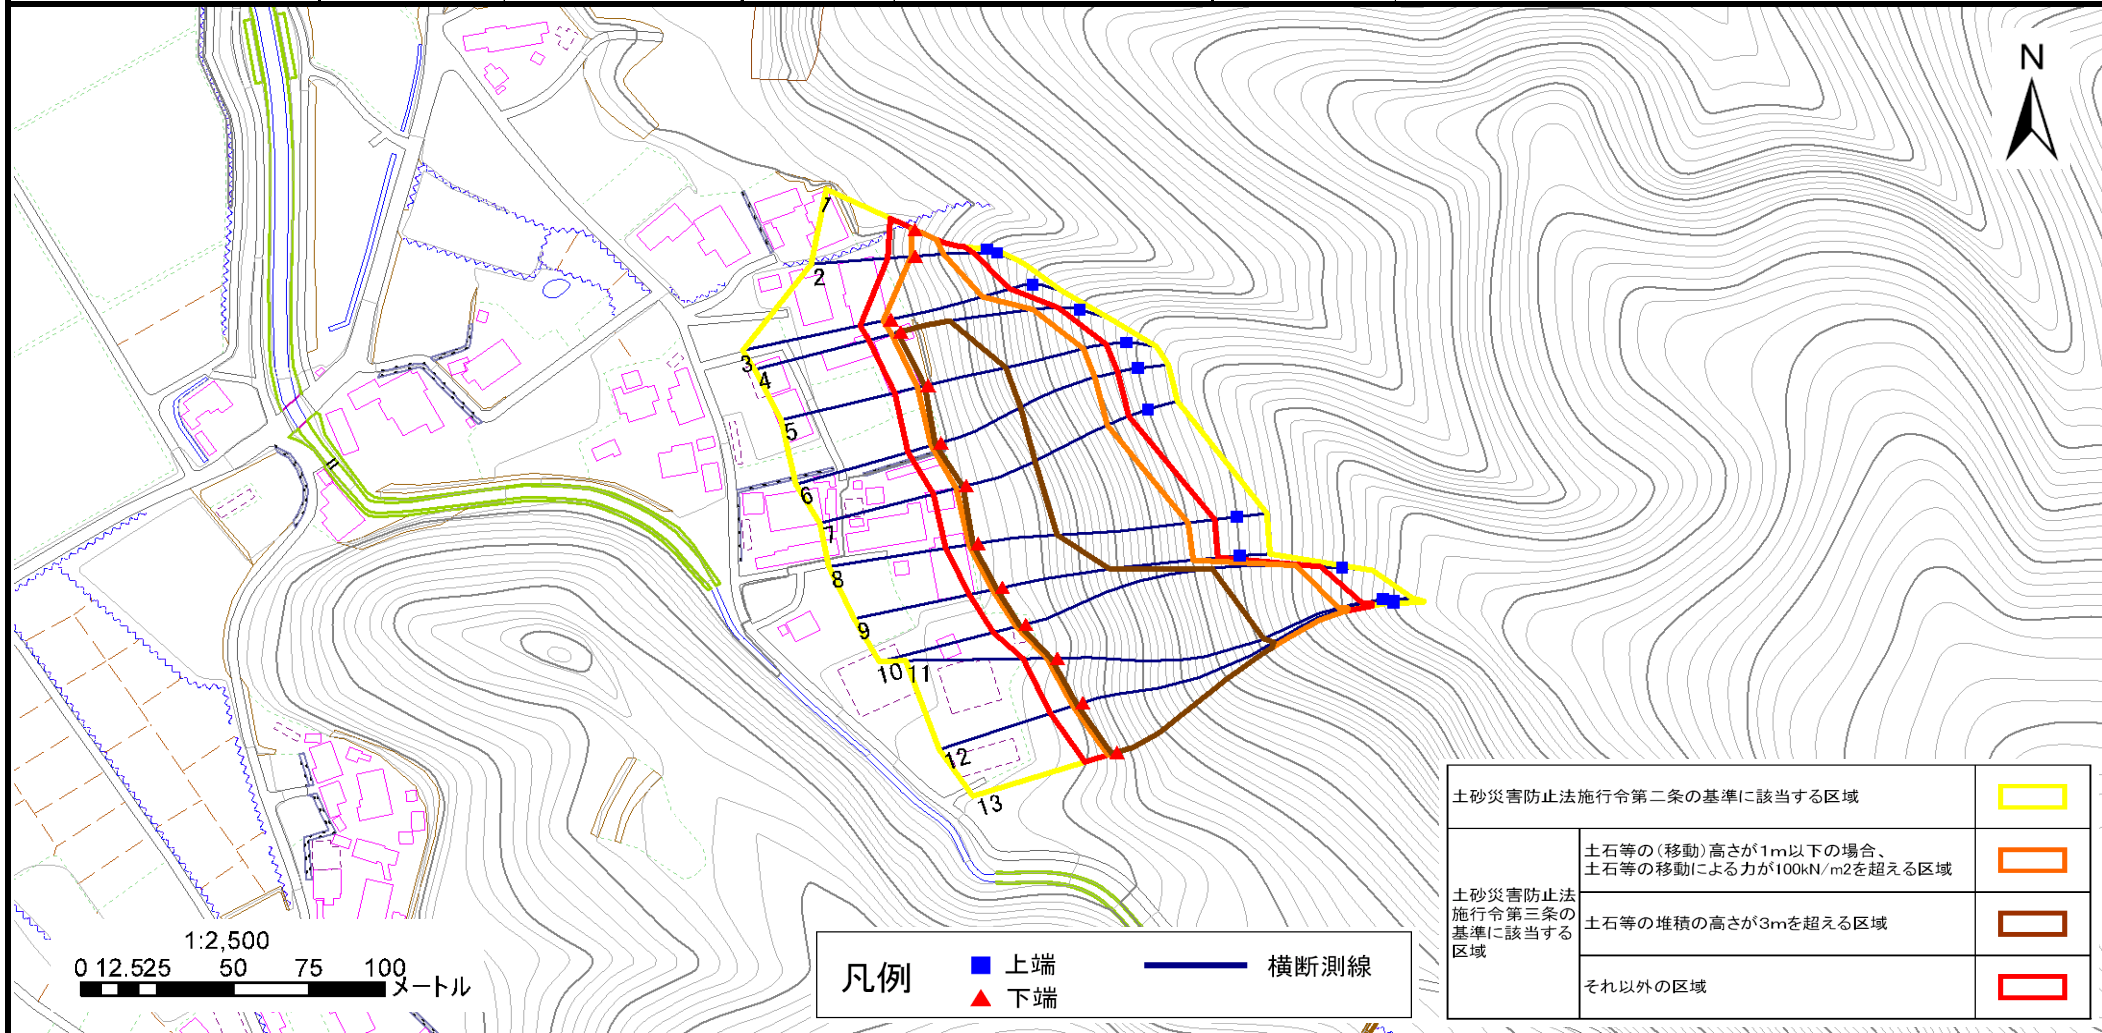 N
1
2
3
4
5
6
7
8
9
10
11
12
13
1:2,500
0 12.525 50 75 100
メートル
凡例
上端
下端
横断測線
土砂災害防止法施行令第二条の基準に該当する区域
土砂災害防止法
施行令第三条の
基準に該当する
区域
土石等の(移動)高さが1m以下の場合、
土石等の移動による力が100kN/m2を超える区域
土石等の堆積の高さが3mを超える区域
それ以外の区域